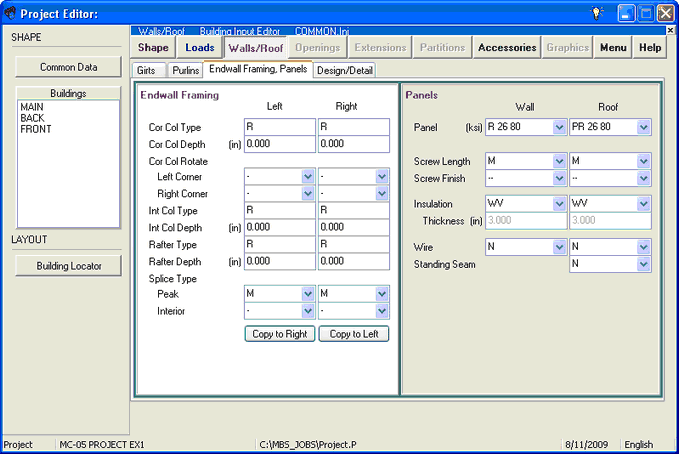 Project Editor:
SHAPE
Common Data
Buildings
MAIN
BACK
FRONT
LAYOUT
Building Locator
Walls/Roof Building Input Editor COMMON.Ini
Shape Loads Walls/Roof Openings Extensions Partitions Accessories Graphics Menu Help
Girts Purlins Endwall Framing, Panels Design/Detail
Endwall Framing
Left Right
Cor Col Type R R
Cor Col Depth (in) 0.000 0.000
Cor Col Rotate
Left Corner - -
Right Corner - -
Int Col Type R R
Int Col Depth (in) 0.000 0.000
Rafter Type R R
Rafter Depth (in) 0.000 0.000
Splice Type
Peak M M
Interior - -
Copy to Right Copy to Left
Panels
Wall Roof
Panel (ksi) R 26 80 PR 26 80
Screw Length M M
Screw Finish -- --
Insulation WV WV
Thickness (in) 3.000 3.000
Wire N N
Standing Seam N
Project MC-05 PROJECT EX1 C:\MBS_JOBS\Project.P 8/11/2009 English